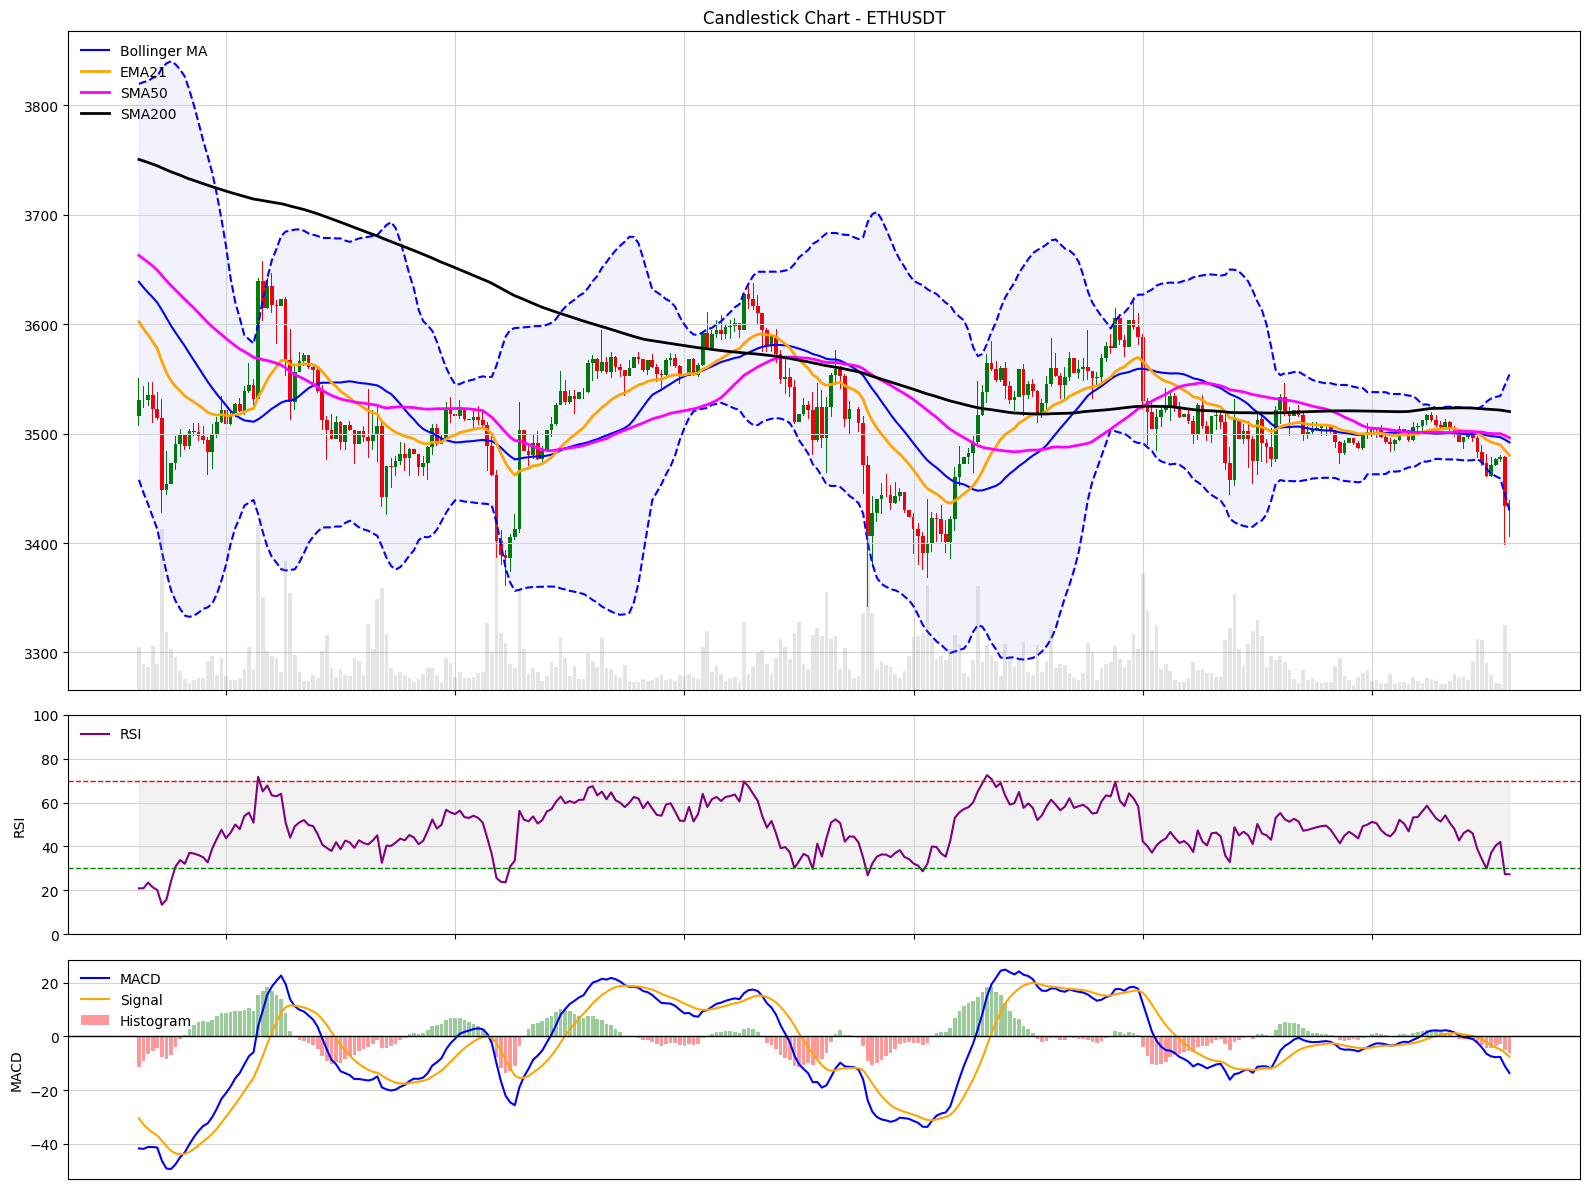 Candlestick Chart - ETHUSDT
Bollinger MA
EMA21
SMA50
SMA200
3800
3700
3600
3500
3400
3300
RSI
100
80
60
40
20
0
RSI
MACD
Signal
Histogram
20
0
−20
−40
MACD